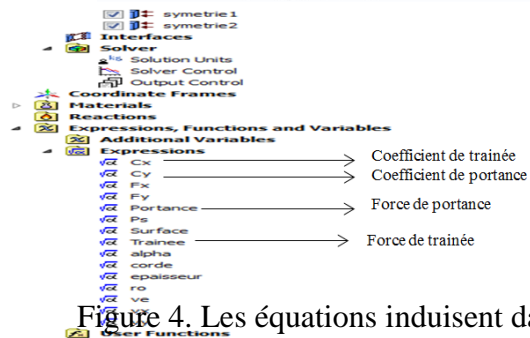 symetrie1
symetrie2
Interfaces
Solver
Solution Units
Solver Control
Output Control
Coordinate Frames
Materials
Reactions
Expressions, Functions and Variables
Additional Variables
Expressions
Cx Coefficient de trainée
Cy Coefficient de portance
Fx
Fy
Portance Force de portance
Ps
Surface
Trainee Force de trainée
alpha
corde
epaisseur
ro
ve
vx
Figure 4. Les équations induisent da
User Functions